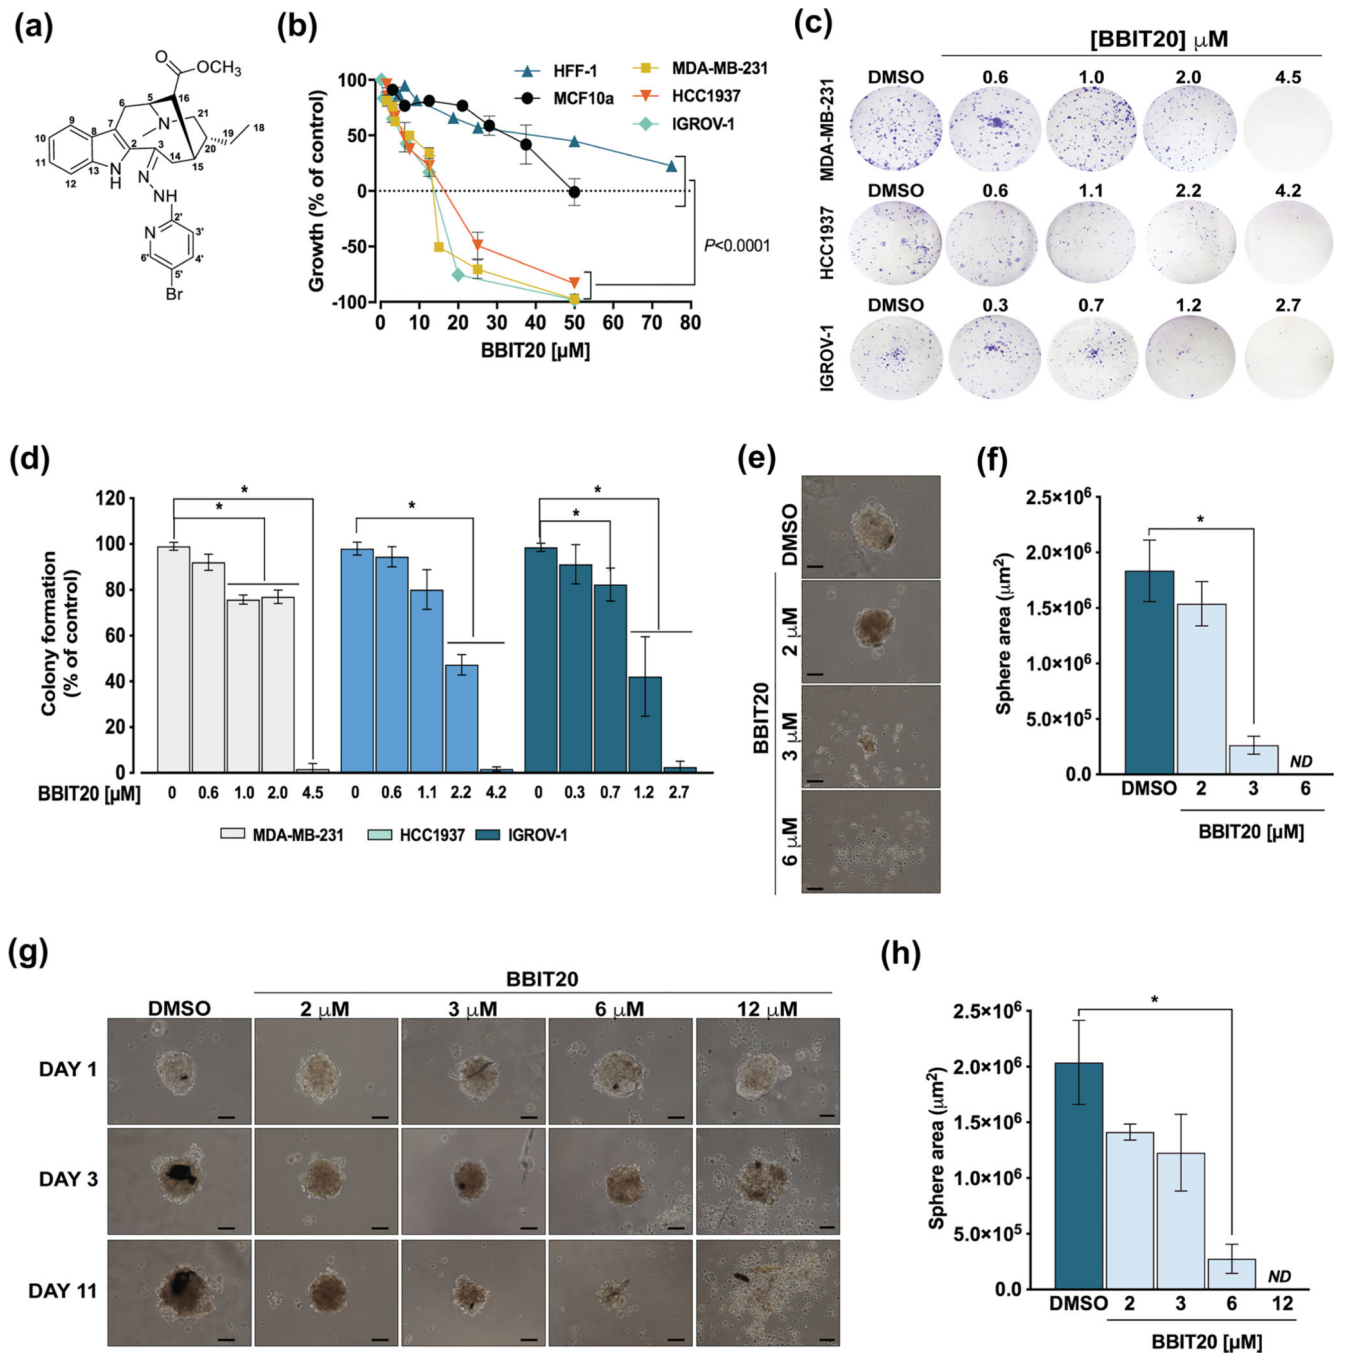 (a)
O
OCH3
5
16
6
21
9
7
N
18
10
8
19
3
20
2
11
14
15
13
12
N
H
N
NH
2'
N
3'
6'
4'
5'
Br
(b)
HFF-1
MCF10a
MDA-MB-231
HCC1937
IGROV-1
Growth (% of control)
100
50
0
-50
-100
P<0.0001
0 10 20 30 40 50 60 70 80
BBIT20 [µM]
(c)
[BBIT20] µM
DMSO 0.6 1.0 2.0 4.5
MDA-MB-231
0.6 1.1 2.2 4.2
DMSO
HCC1937
DMSO 0.3 0.7 1.2 2.7
IGROV-1
(d)
Colony formation
(% of control)
120
100
80
60
40
20
0
* * * * *
BBIT20 [µM] 0 0.6 1.0 2.0 4.5 0 0.6 1.1 2.2 4.2 0 0.3 0.7 1.2 2.7
MDA-MB-231 HCC1937 IGROV-1
(e)
DMSO
BBIT20
2 µM
3 µM
6 µM
(f)
Sphere area (µm2)
2.5×106
2.0×106
1.5×106
1.0×106
5.0×105
0.0
*
ND
DMSO 2 3 6
BBIT20 [µM]
(g)
BBIT20
DMSO 2 µM 3 µM 6 µM 12 µM
DAY 1
DAY 3
DAY 11
(h)
Sphere area (µm2)
2.5×106
2.0×106
1.5×106
1.0×106
5.0×105
0.0
*
ND
DMSO 2 3 6 12
BBIT20 [µM]